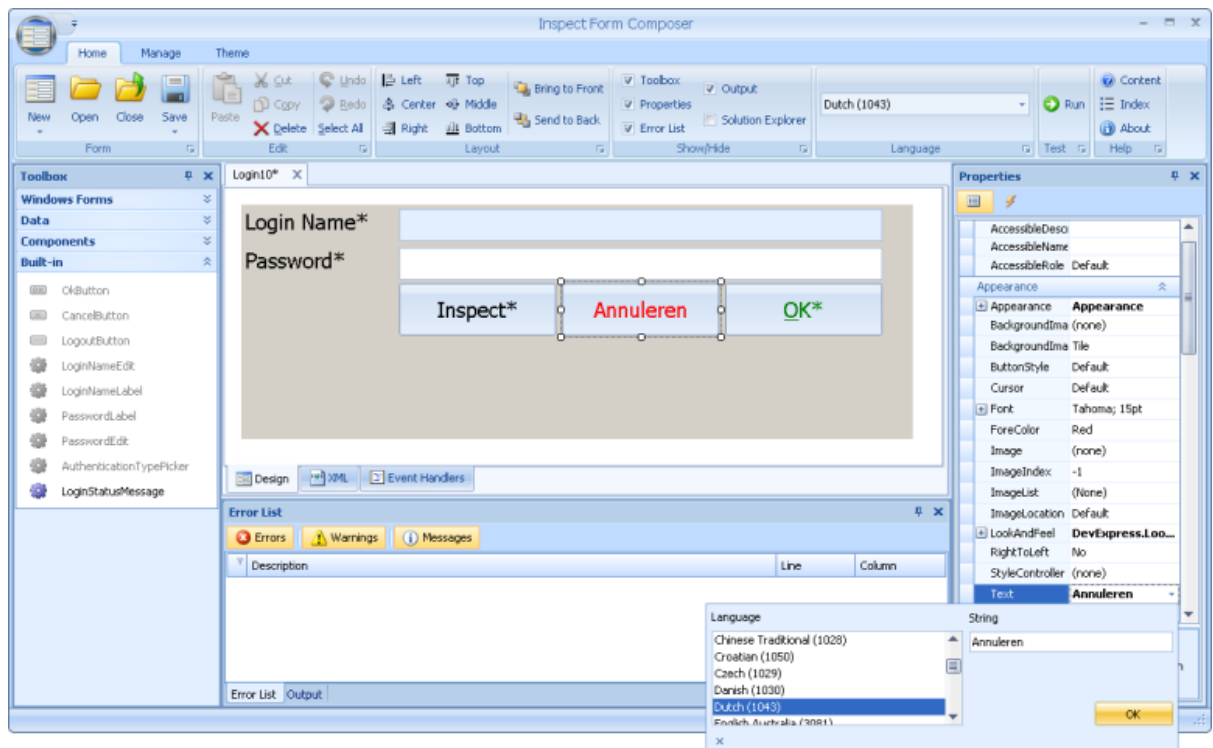 Inspect Form Composer
Home Manage Theme
New Open Close Save
Form
Paste Cut Copy Delete
Undo Redo Select All
Edit
Left Top
Center Middle
Right Bottom
Bring to Front
Send to Back
Layout
Toolbox Output
Properties Solution Explorer
Error List
Show/Hide
Dutch (1043)
Language
Run
Test
Content
Index
About
Help
Toolbox
Windows Forms
Data
Components
Built-in
OkButton
CancelButton
LogoutButton
LoginNameEdit
LoginNameLabel
PasswordLabel
PasswordEdit
AuthenticationTypePicker
LoginStatusMessage
Login10*
Login Name*
Password*
Inspect* Annuleren OK*
Design XML Event Handlers
Error List
Errors Warnings Messages
Description Line Column
Error List Output
Properties
AccessibleDesc
AccessibleName
AccessibleRole Default
Appearance
Appearance Appearance
BackgroundIma (none)
BackgroundIma Tile
ButtonStyle Default
Cursor Default
Font Tahoma; 15pt
ForeColor Red
Image (none)
ImageIndex -1
ImageList (None)
ImageLocation Default
LookAndFeel DevExpress.Loo...
RightToLeft No
StyleController (none)
Text Annuleren
Language String
Chinese Traditional (1028)
Croatian (1050)
Czech (1029)
Danish (1030)
Dutch (1043)
English Australia (3081)
Annuleren
OK